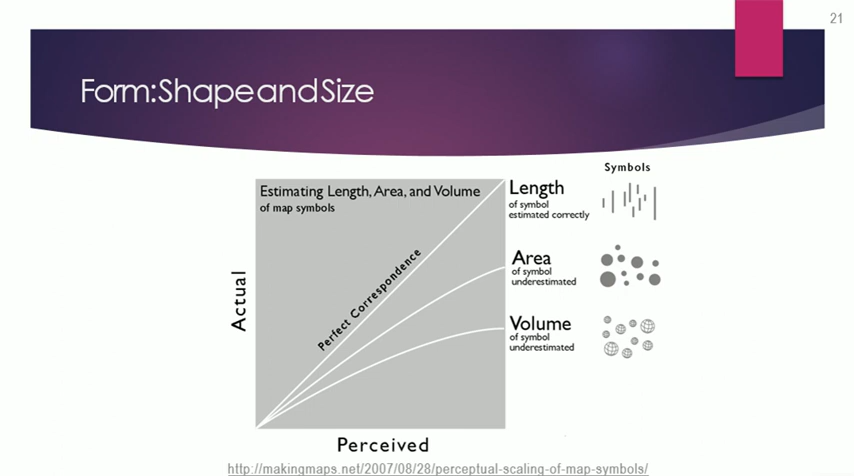 21
Form: Shape and Size
Symbols
Estimating Length, Area, and Volume
of map symbols
Length
of symbol
estimated correctly
Perfect Correspondence
Area
of symbol
underestimated
Volume
of symbol
underestimated
Actual
Perceived
http://makingmaps.net/2007/08/28/perceptual-scaling-of-map-symbols/